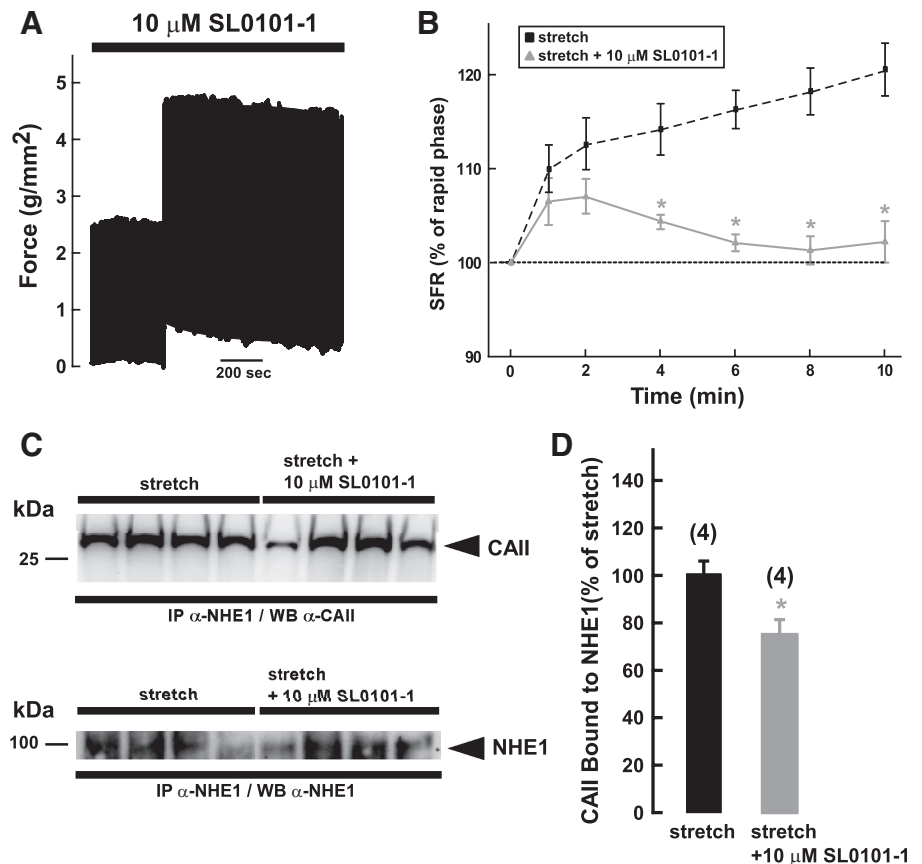 A
10 μM SL0101-1
Force (g/mm2)
5
4
3
2
1
0
200 sec
B
stretch
stretch + 10 μM SL0101-1
SFR (% of rapid phase)
120
110
100
90
*
*
*
*
0
2
4
6
8
10
Time (min)
C
kDa
stretch
stretch +
10 μM SL0101-1
25
CAII
IP α-NHE1 / WB α-CAII
kDa
stretch
stretch
+ 10 μM SL0101-1
100
NHE1
IP α-NHE1 / WB α-NHE1
D
CAII Bound to NHE1(% of stretch)
140
120
100
80
60
40
20
0
(4)
(4)
*
stretch
stretch
+10 μM SL0101-1